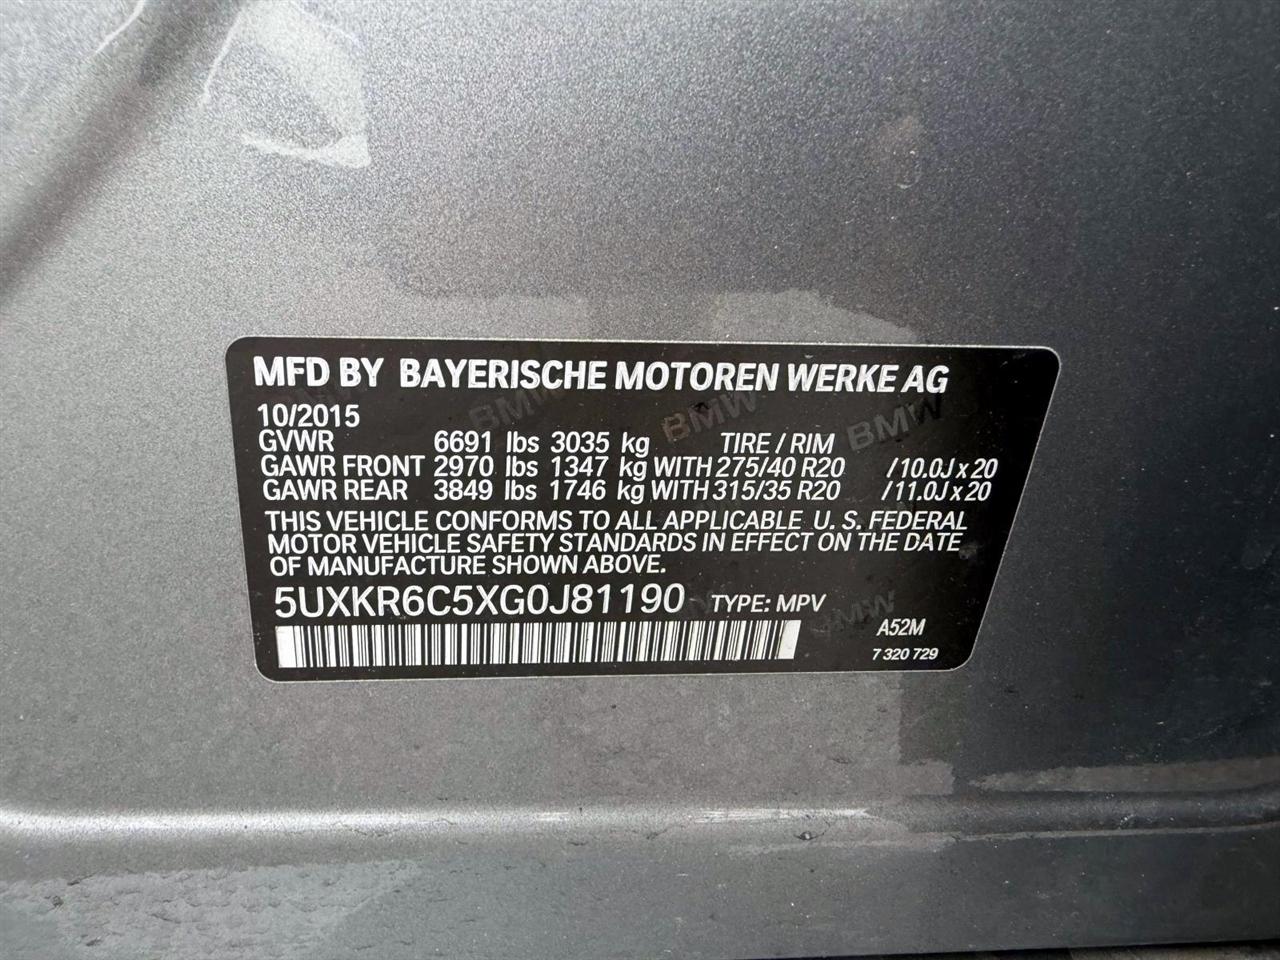 MFD BY BAYERISCHE MOTOREN WERKE AG
10/2015
GVWR 6691 lbs 3035 kg TIRE / RIM
GAWR FRONT 2970 lbs 1347 kg WITH 275/40 R20 /10.0J x 20
GAWR REAR 3849 lbs 1746 kg WITH 315/35 R20 /11.0J x 20
THIS VEHICLE CONFORMS TO ALL APPLICABLE U. S. FEDERAL
MOTOR VEHICLE SAFETY STANDARDS IN EFFECT ON THE DATE
OF MANUFACTURE SHOWN ABOVE.
5UXKR6C5XG0J81190 TYPE: MPV
A52M
7 320 729